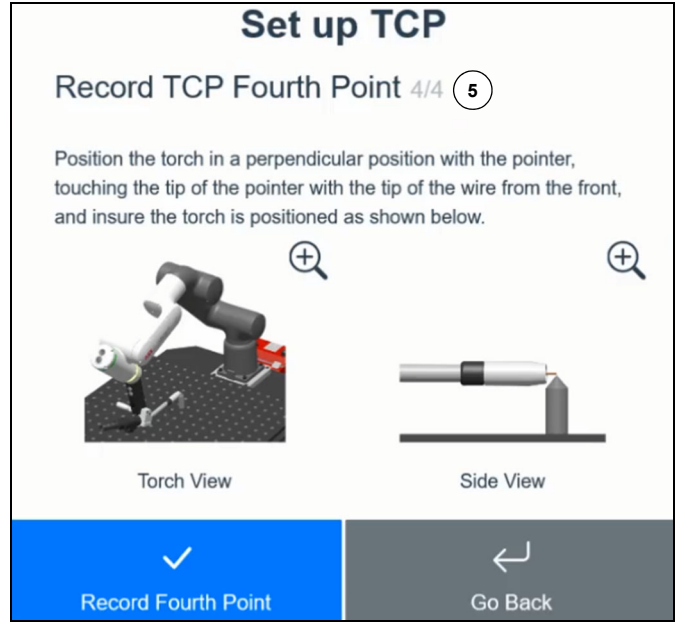 Set up TCP
Record TCP Fourth Point 4/4 5
Position the torch in a perpendicular position with the pointer,
touching the tip of the pointer with the tip of the wire from the front,
and insure the torch is positioned as shown below.
Torch View
Side View
Record Fourth Point
Go Back